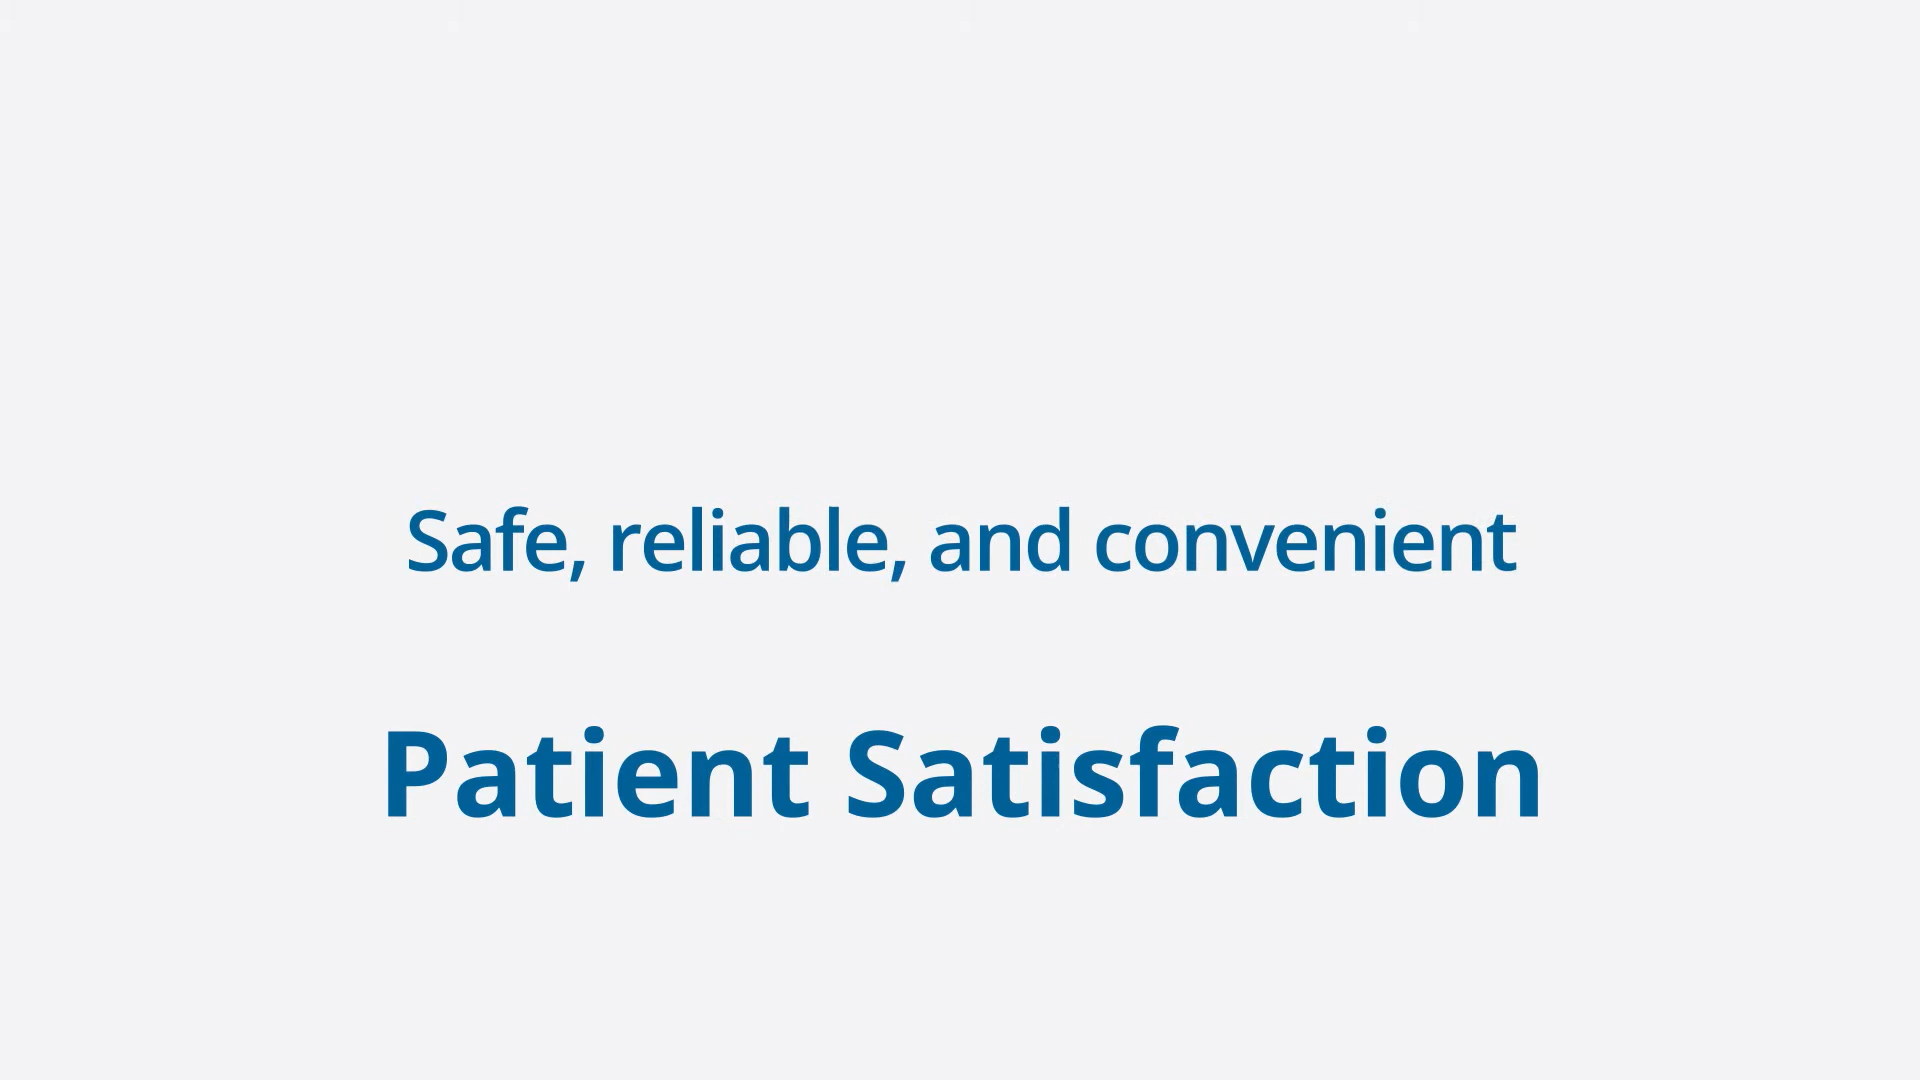 Safe, reliable, and convenient
Patient Satisfaction